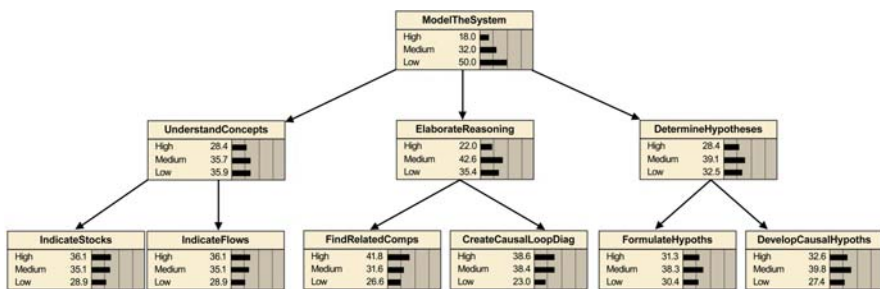 ModelTheSystem
High 18.0
Medium 32.0
Low 50.0
UnderstandConcepts
High 28.4
Medium 35.7
Low 35.9
ElaborateReasoning
High 22.0
Medium 42.6
Low 35.4
DetermineHypotheses
High 28.4
Medium 39.1
Low 32.5
IndicateStocks
High 36.1
Medium 35.1
Low 28.9
IndicateFlows
High 36.1
Medium 35.1
Low 28.9
FindRelatedComps
High 41.8
Medium 31.6
Low 26.6
CreateCausalLoopDiag
High 38.6
Medium 38.4
Low 23.0
FormulateHypoths
High 31.3
Medium 38.3
Low 30.4
DevelopCausalHypoths
High 32.6
Medium 39.8
Low 27.4